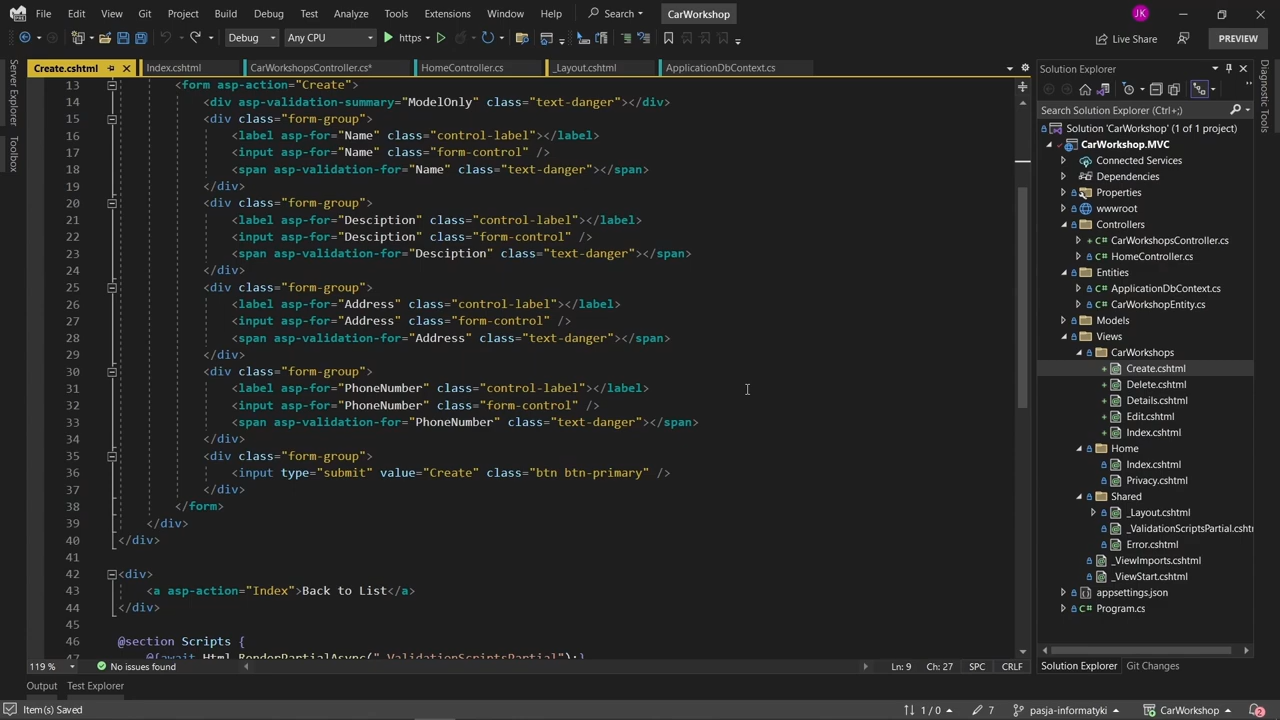 File Edit View Git Project Build Debug Test Analyze Tools Extensions Window Help Search CarWorkshop JK
Debug Any CPU https Live Share PREVIEW
Create.cshtml Index.cshtml CarWorkshopsController.cs* HomeController.cs _Layout.cshtml ApplicationDbContext.cs
Server Explorer
Toolbox
13 <form asp-action="Create">
14 <div asp-validation-summary="ModelOnly" class="text-danger"></div>
15 <div class="form-group">
16 <label asp-for="Name" class="control-label"></label>
17 <input asp-for="Name" class="form-control" />
18 <span asp-validation-for="Name" class="text-danger"></span>
19 </div>
20 <div class="form-group">
21 <label asp-for="Desciption" class="control-label"></label>
22 <input asp-for="Desciption" class="form-control" />
23 <span asp-validation-for="Desciption" class="text-danger"></span>
24 </div>
25 <div class="form-group">
26 <label asp-for="Address" class="control-label"></label>
27 <input asp-for="Address" class="form-control" />
28 <span asp-validation-for="Address" class="text-danger"></span>
29 </div>
30 <div class="form-group">
31 <label asp-for="PhoneNumber" class="control-label"></label>
32 <input asp-for="PhoneNumber" class="form-control" />
33 <span asp-validation-for="PhoneNumber" class="text-danger"></span>
34 </div>
35 <div class="form-group">
36 <input type="submit" value="Create" class="btn btn-primary" />
37 </div>
38 </form>
39 </div>
40 </div>
41
42 <div>
43 <a asp-action="Index">Back to List</a>
44 </div>
45
46 @section Scripts {
47 @{await Html.RenderPartialAsync("_ValidationScriptsPartial");}
119 % No issues found Ln: 9 Ch: 27 SPC CRLF
Output Test Explorer
Solution Explorer
Search Solution Explorer (Ctrl+;)
Solution 'CarWorkshop' (1 of 1 project)
CarWorkshop.MVC
Connected Services
Dependencies
Properties
wwwroot
Controllers
CarWorkshopsController.cs
HomeController.cs
Entities
ApplicationDbContext.cs
CarWorkshopEntity.cs
Models
Views
CarWorkshops
Create.cshtml
Delete.cshtml
Details.cshtml
Edit.cshtml
Index.cshtml
Home
Index.cshtml
Privacy.cshtml
Shared
_Layout.cshtml
_ValidationScriptsPartial.cshtm
Error.cshtml
_ViewImports.cshtml
_ViewStart.cshtml
appsettings.json
Program.cs
Solution Explorer Git Changes
Diagnostic Tools
Item(s) Saved 1 / 0 7 pasja-informatyki CarWorkshop 2